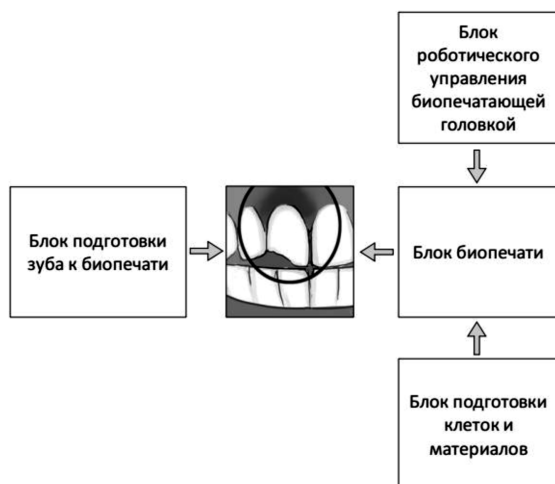 Блок
роботического
управления
биопечатающей
головкой
Блок подготовки
зуба к биопечати
Блок биопечати
Блок подготовки
клеток и
материалов